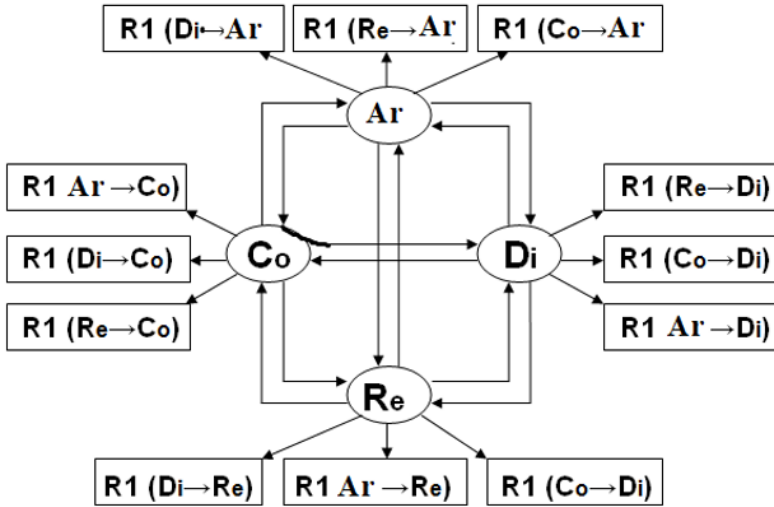 R1 (Di→Ar
R1 (Re→Ar
R1 (Co→Ar
Ar
R1 Ar →Co)
R1 (Re→Di)
Co
Di
R1 (Di→Co)
R1 (Co→Di)
R1 (Re→Co)
R1 Ar →Di)
Re
R1 (Di→Re)
R1 Ar →Re)
R1 (Co→Di)